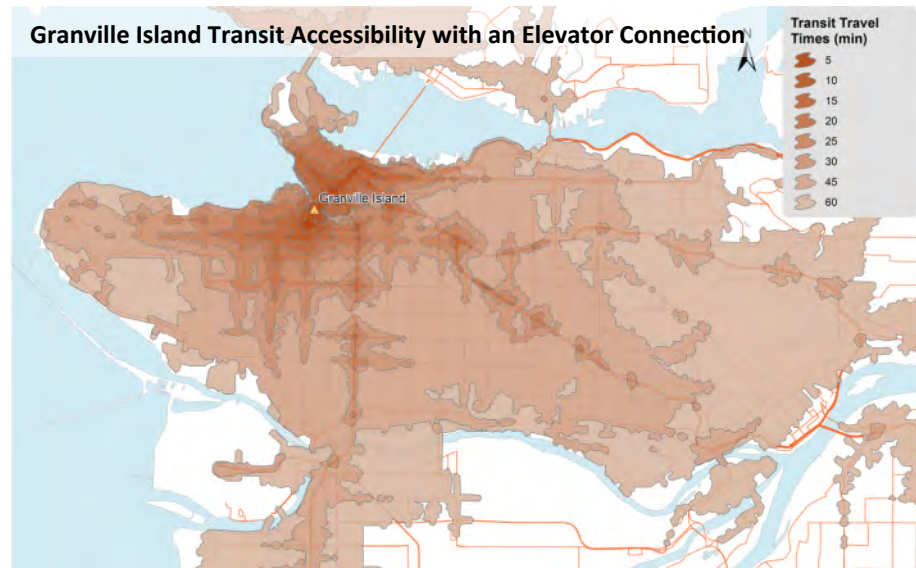 Granville Island Transit Accessibility with an Elevator Connection
N
Transit Travel
Times (min)
5
10
15
20
25
30
45
60
Granville Island